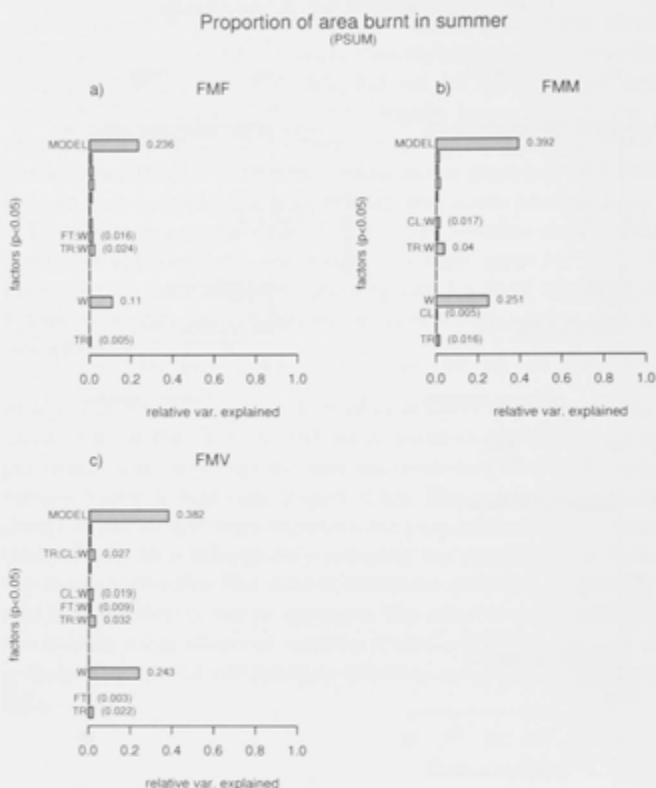 Proportion of area burnt in summer
(PSUM)
a) FMF
factors (p<0.05)
MODEL 0.236
FT:W (0.016)
TR:W (0.024)
W 0.11
TR (0.005)
0.0 0.2 0.4 0.6 0.8 1.0
relative var. explained
b) FMM
factors (p<0.05)
MODEL 0.392
CL:W (0.017)
TR:W 0.04
W 0.251
CL (0.005)
TR (0.016)
0.0 0.2 0.4 0.6 0.8 1.0
relative var. explained
c) FMV
factors (p<0.05)
MODEL 0.382
TR:CL:W 0.027
CL:W (0.019)
FT:W (0.009)
TR:W 0.032
W 0.243
FT (0.003)
TR (0.022)
0.0 0.2 0.4 0.6 0.8 1.0
relative var. explained